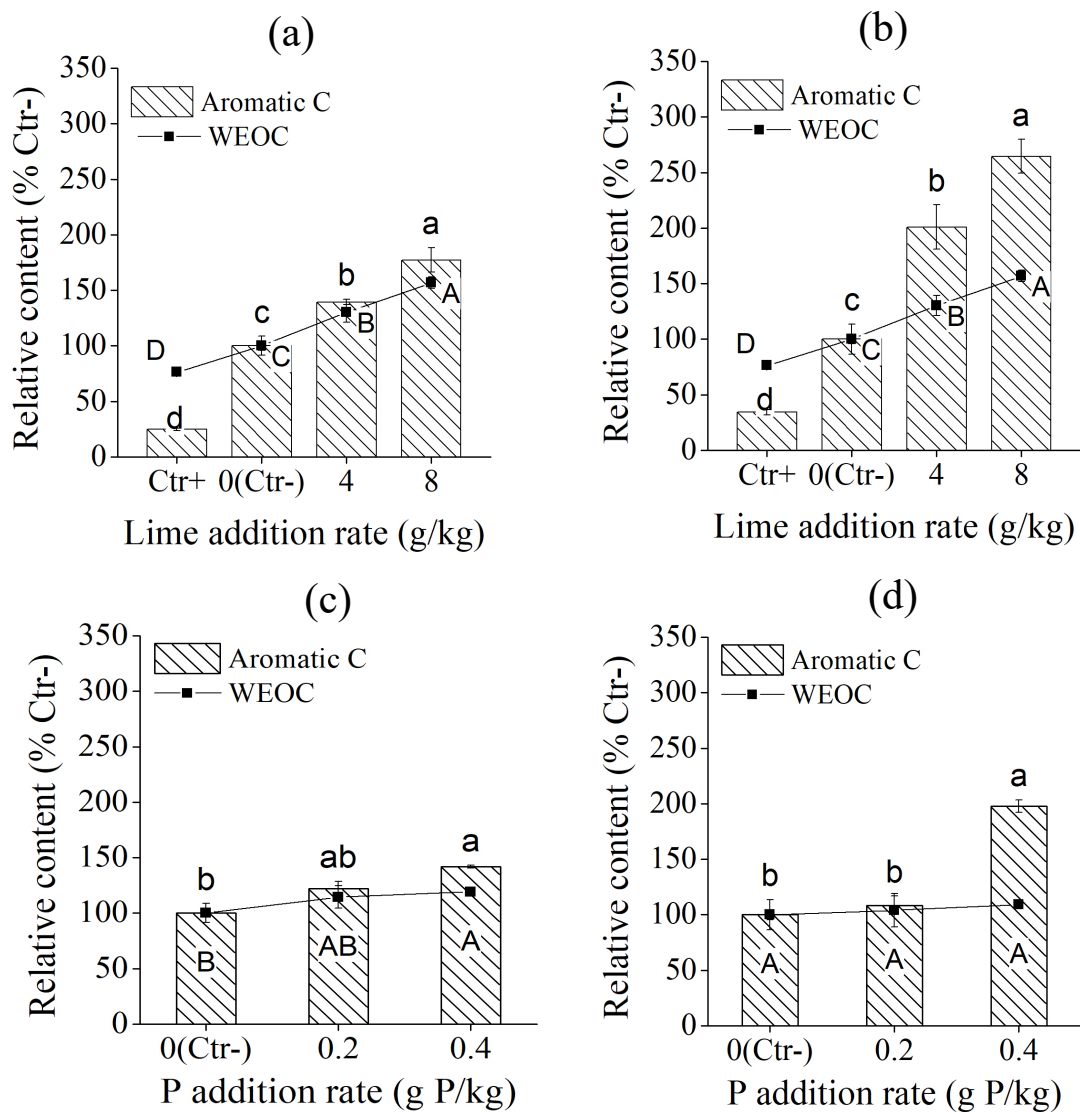 (a)
Relative content (% Ctr-)
350
300
250
200
150
100
50
0
Aromatic C
WEOC
D
d
c
C
b
B
a
A
Ctr+ 0(Ctr-) 4 8
Lime addition rate (g/kg)
(b)
Relative content (% Ctr-)
350
300
250
200
150
100
50
0
Aromatic C
WEOC
D
d
c
C
b
B
a
A
Ctr+ 0(Ctr-) 4 8
Lime addition rate (g/kg)
(c)
Relative content (% Ctr-)
350
300
250
200
150
100
50
0
Aromatic C
WEOC
b
B
ab
AB
a
A
0(Ctr-) 0.2 0.4
P addition rate (g P/kg)
(d)
Relative content (% Ctr-)
350
300
250
200
150
100
50
0
Aromatic C
WEOC
b
A
b
A
a
A
0(Ctr-) 0.2 0.4
P addition rate (g P/kg)